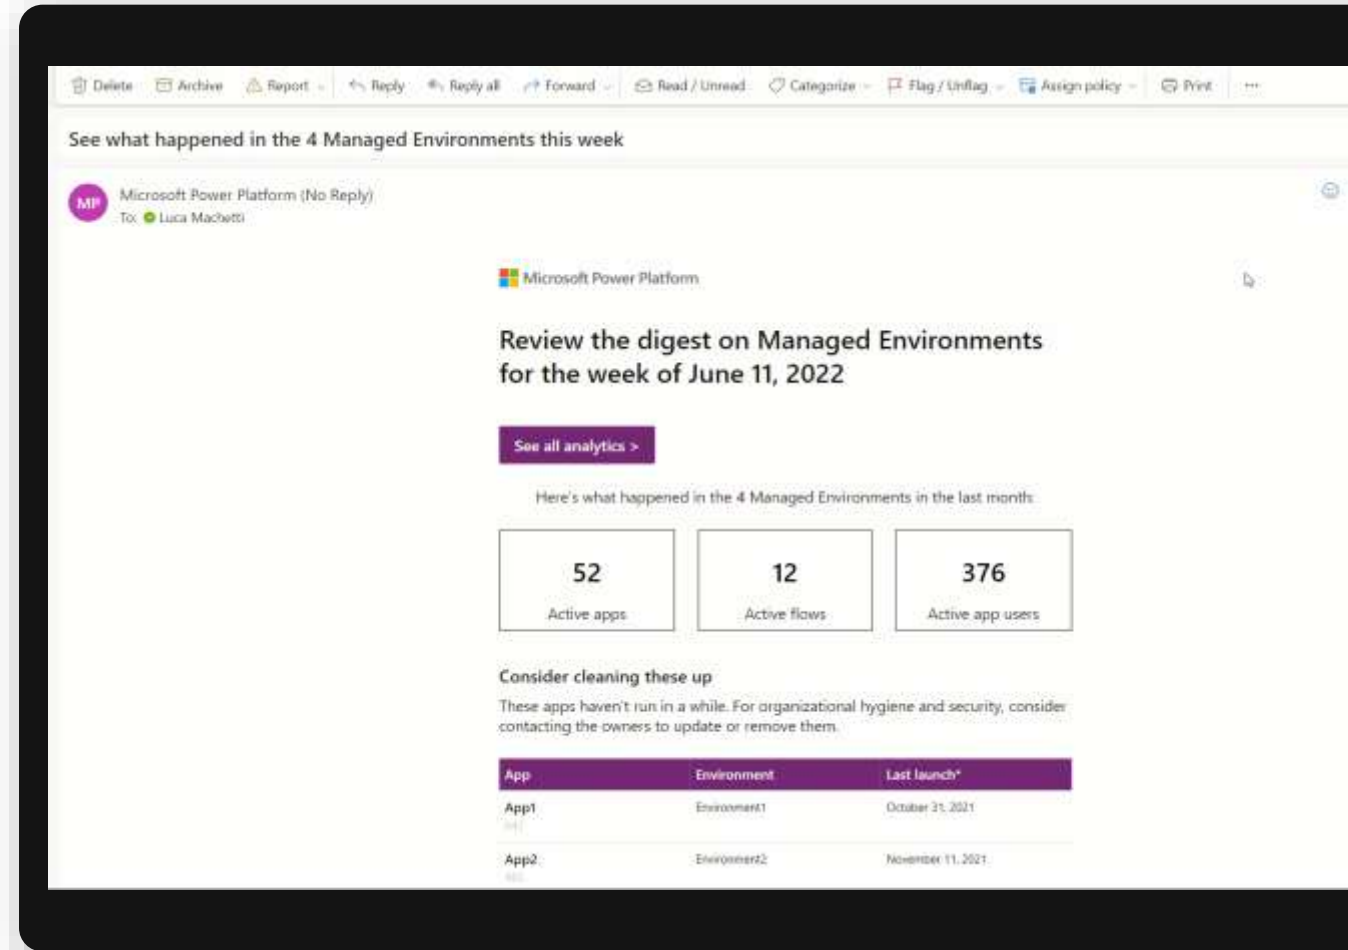 Delete Archive Report Reply Reply all Forward Read / Unread Categorize Flag / Unflag Assign policy Print ...
See what happened in the 4 Managed Environments this week
MP
Microsoft Power Platform (No Reply)
To: Luca Machetti
Microsoft Power Platform
Review the digest on Managed Environments
for the week of June 11, 2022
See all analytics >
Here's what happened in the 4 Managed Environments in the last month:
52 12 376
Active apps Active flows Active app users
Consider cleaning these up
These apps haven't run in a while. For organizational hygiene and security, consider
contacting the owners to update or remove them.
App Environment Last launch*
App1 Environment1 October 31, 2021
App2 Environment2 November 11, 2021